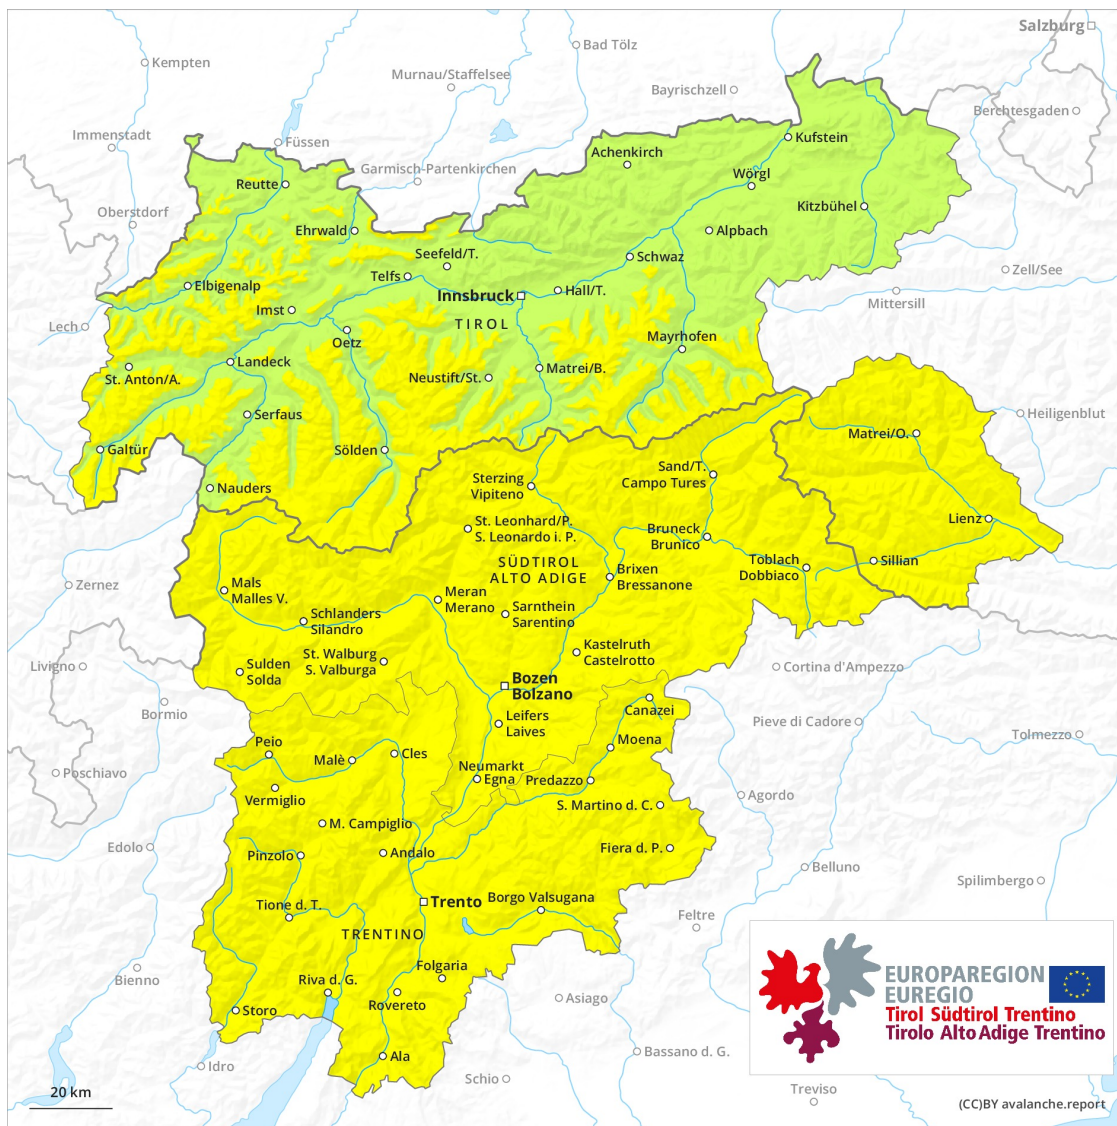 Salzburg
Bad Tölz
Kempten
Murnau/Staffelsee
Bayrischzell
Berchtesgaden
Immenstadt
Füssen
Kufstein
Achenkirch
Garmisch-Partenkirchen
Wörgl
Reutte
Oberstdorf
Kitzbühel
Ehrwald
Alpbach
Seefeld/T.
Schwaz
Zell/See
Telfs
Elbigenalp
Innsbruck
Hall/T.
Mittersill
Imst
TIROL
Lech
Oetz
Mayrhofen
Landeck
Matrei/B.
St. Anton/A.
Neustift/St.
Serfaus
Heiligenblut
Matrei/O.
Galtür
Sölden
Sand/T.
Campo Tures
Sterzing
Vipiteno
Nauders
Lienz
St. Leonhard/P.
S. Leonardo i. P.
Bruneck
Brunico
SÜDTIROL
ALTO ADIGE
Toblach
Dobbiaco
Sillian
Brixen
Bressanone
Zernez
Mals
Malles V.
Meran
Merano
Sarnthein
Sarentino
Schlanders
Silandro
Kastelruth
Castelrotto
St. Walburg
S. Valburga
Livigno
Sulden
Solda
Cortina d'Ampezzo
Bozen
Bolzano
Bormio
Canazei
Leifers
Laives
Pieve di Cadore
Tolmezzo
Peio
Moena
Malè
Cles
Poschiavo
Neumarkt
Egna
Predazzo
Vermiglio
Agordo
S. Martino d. C.
M. Campiglio
Edolo
Pinzolo
Andalo
Fiera d. P.
Belluno
Spilimbergo
Tione d. T.
Trento
Borgo Valsugana
Feltre
TRENTINO
Folgaria
Bienno
Riva d. G.
Rovereto
Asiago
Storo
EUROPAREGION
EUREGIO
Tirol Südtirol Trentino
Tirolo Alto Adige Trentino
Ala
Bassano d. G.
Idro
Schio
Treviso
20 km
(CC)BY avalanche.report